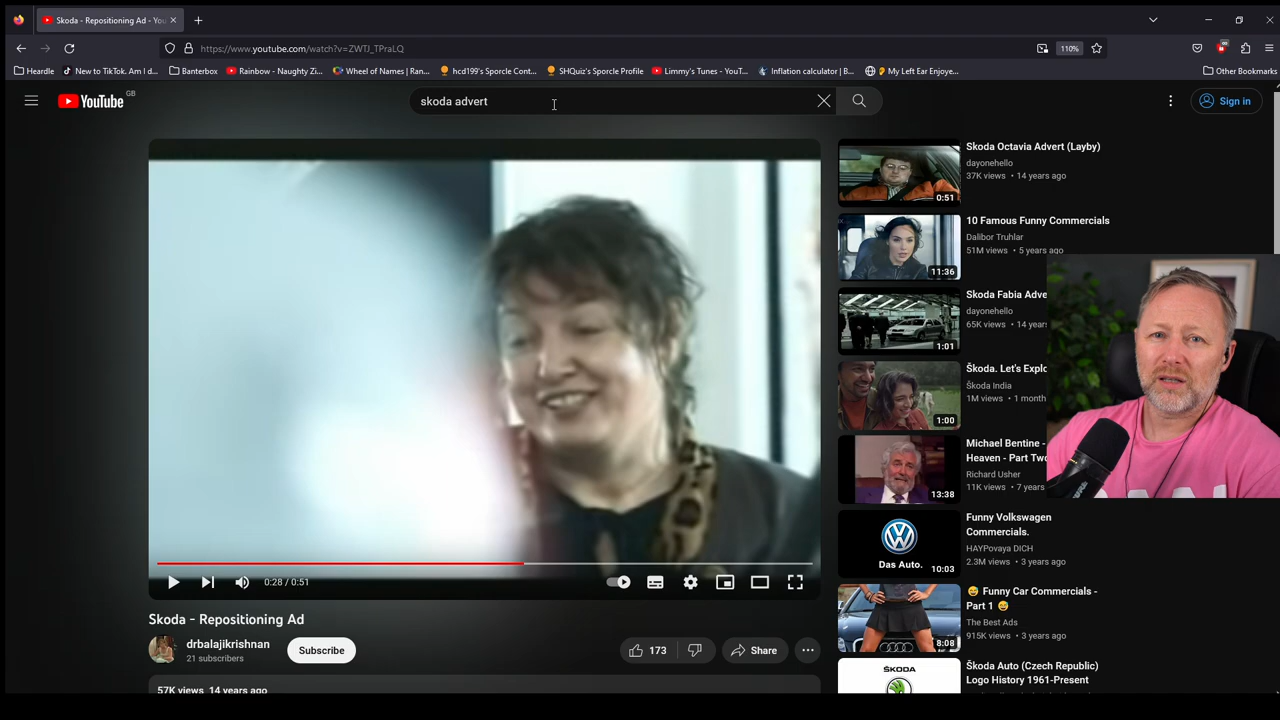 Skoda - Repositioning Ad - You
https://www.youtube.com/watch?v=ZWTJ_TPraLQ
110%
Heardle
New to TikTok, Am I d...
Banterbox
Rainbow - Naughty Zi...
Wheel of Names | Ran...
hcd199's Sporcle Cont...
SHQuiz's Sporcle Profile
Limmy's Tunes - YouT...
Inflation calculator | B...
My Left Ear Enjoye...
Other Bookmarks
YouTube GB
skoda advert
Sign in
Skoda Octavia Advert (Layby)
dayonehello
37K views • 14 years ago
0:51
10 Famous Funny Commercials
Dalibor Truhlar
51M views • 5 years ago
11:36
Skoda Fabia Adve
dayonehello
65K views • 14 years
1:01
Škoda. Let's Explo
Škoda India
1M views • 1 month
1:00
Michael Bentine -
Heaven - Part Two
Richard Usher
11K views • 7 years
13:38
Funny Volkswagen
Commercials.
HAYPovaya DICH
2.3M views • 3 years ago
Das Auto.
10:03
😅 Funny Car Commercials -
Part 1 😅
The Best Ads
915K views • 3 years ago
8:08
Škoda Auto (Czech Republic)
Logo History 1961-Present
ŠKODA
0:28 / 0:51
Skoda - Repositioning Ad
drbalajikrishnan
21 subscribers
Subscribe
173
Share
57K views 14 years ago